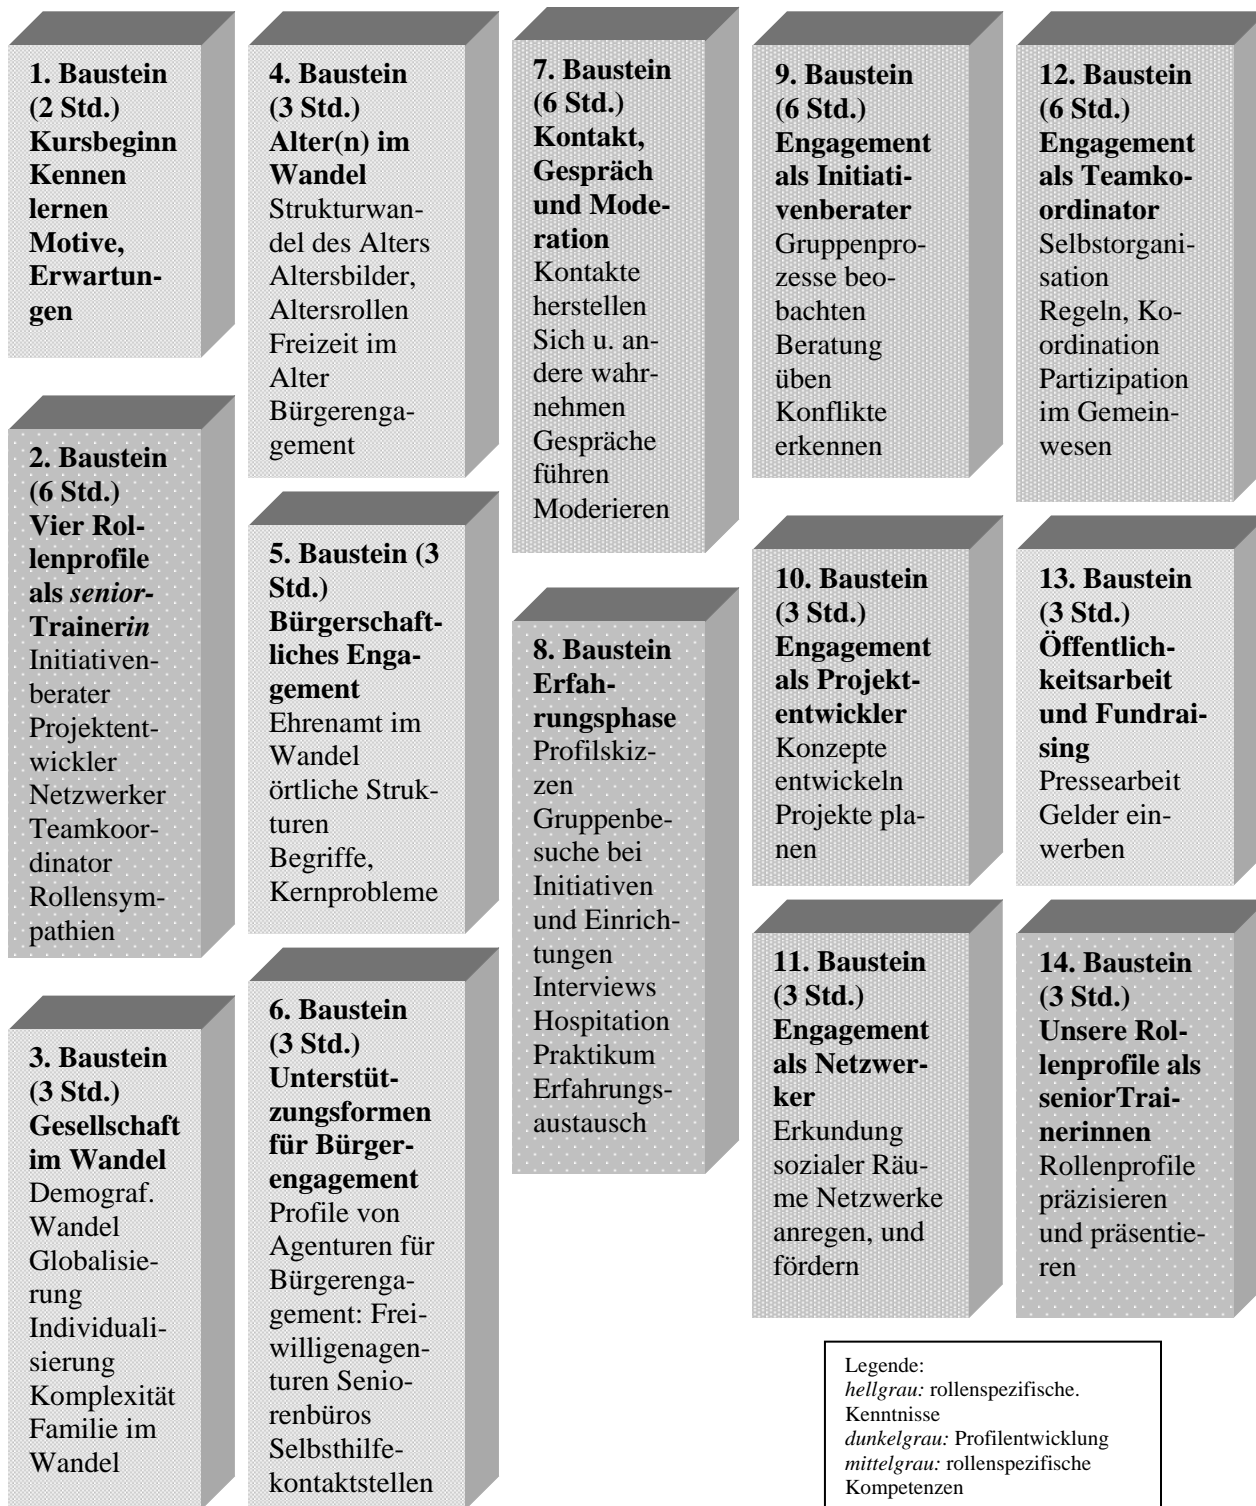 1. Baustein
(2 Std.)
Kursbeginn
Kennen
lernen
Motive,
Erwartun-
gen
2. Baustein
(6 Std.)
Vier Rol-
lenprofile
als senior-
Trainerin
Initiativen-
berater
Projektent-
wickler
Netzwerker
Teamkoor-
dinator
Rollensym-
pathien
3. Baustein
(3 Std.)
Gesellschaft
im Wandel
Demograf.
Wandel
Globalisie-
rung
Individuali-
sierung
Komplexität
Familie im
Wandel
4. Baustein
(3 Std.)
Alter(n) im
Wandel
Strukturwan-
del des Alters
Altersbilder,
Altersrollen
Freizeit im
Alter
Bürgerenga-
gement
5. Baustein (3
Std.)
Bürgerschaft-
liches Enga-
gement
Ehrenamt im
Wandel
örtliche Struk-
turen
Begriffe,
Kernprobleme
6. Baustein
(3 Std.)
Unterstüt-
zungsformen
für Bürger-
engagement
Profile von
Agenturen für
Bürgerenga-
gement: Frei-
willigenagen-
turen Senio-
renbüros
Selbsthilfe-
kontaktstellen
7. Baustein
(6 Std.)
Kontakt,
Gespräch
und Mode-
ration
Kontakte
herstellen
Sich u. an-
dere wahr-
nehmen
Gespräche
führen
Moderieren
8. Baustein
Erfah-
rungsphase
Profilskiz-
zen
Gruppenbe-
suche bei
Initiativen
und Einrich-
tungen
Interviews
Hospitation
Praktikum
Erfahrungs-
austausch
9. Baustein
(6 Std.)
Engagement
als Initiati-
venberater
Gruppenpro-
zesse beo-
bachten
Beratung
üben
Konflikte
erkennen
10. Baustein
(3 Std.)
Engagement
als Projekt-
entwickler
Konzepte
entwickeln
Projekte pla-
nen
11. Baustein
(3 Std.)
Engagement
als Netzwer-
ker
Erkundung
sozialer Räu-
me Netzwerke
anregen, und
fördern
12. Baustein
(6 Std.)
Engagement
als Teamko-
ordinator
Selbstorgani-
sation
Regeln, Ko-
ordination
Partizipation
im Gemein-
wesen
13. Baustein
(3 Std.)
Öffentlich-
keitsarbeit
und Fundrai-
sing
Pressearbeit
Gelder ein-
werben
14. Baustein
(3 Std.)
Unsere Rol-
lenprofile als
seniorTrai-
nerinnen
Rollenprofile
präzisieren
und präsentie-
ren
Legende:
hellgrau: rollenspezifische.
Kenntnisse
dunkelgrau: Profilentwicklung
mittelgrau: rollenspezifische
Kompetenzen